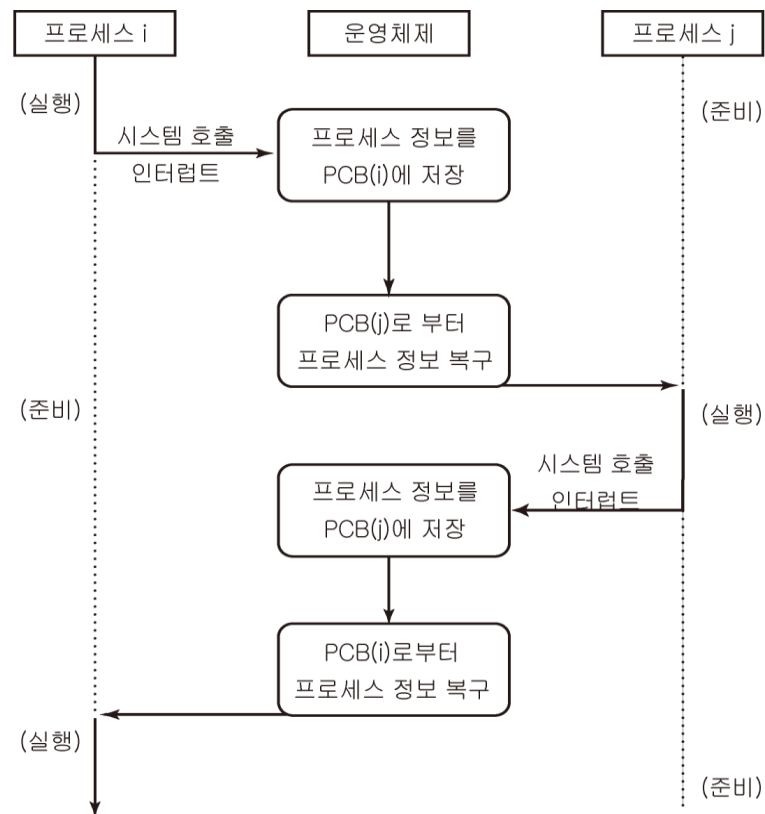 프로세스 i
운영체제
프로세스 j
(실행)
(준비)
시스템 호출
인터럽트
프로세스 정보를
PCB(i)에 저장
PCB(j)로 부터
프로세스 정보 복구
(준비)
(실행)
시스템 호출
인터럽트
프로세스 정보를
PCB(j)에 저장
PCB(i)로부터
프로세스 정보 복구
(실행)
(준비)